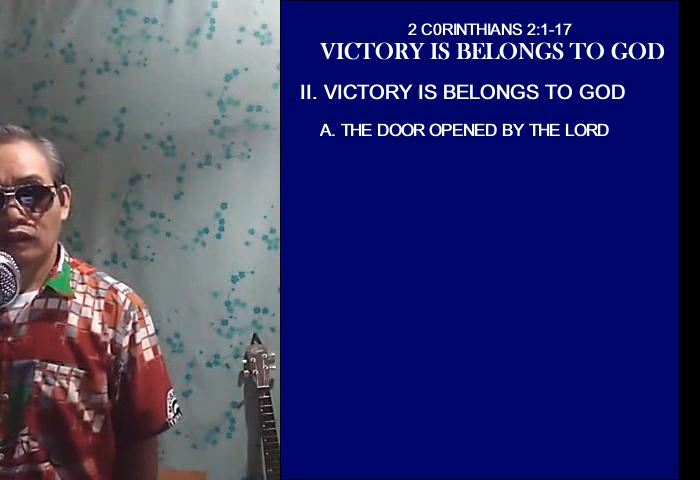 2 C0RINTHIANS 2:1-17
VICTORY IS BELONGS TO GOD
II. VICTORY IS BELONGS TO GOD
A. THE DOOR OPENED BY THE LORD